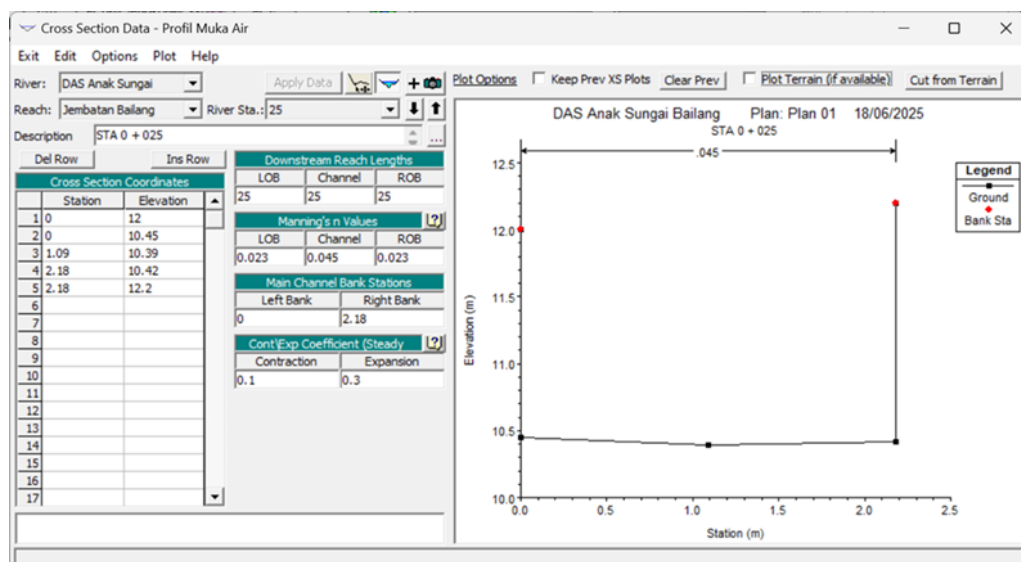 Cross Section Data - Profil Muka Air
Exit Edit Options Plot Help
River: DAS Anak Sungai Apply Data
Reach: Jembatan Bailang River Sta.: 25
Description STA 0 + 025 ...
Del Row Ins Row
Cross Section Coordinates
Station Elevation
1 0 12
2 0 10.45
3 1.09 10.39
4 2.18 10.42
5 2.18 12.2
6
7
8
9
10
11
12
13
14
15
16
17
Downstream Reach Lengths
LOB Channel ROB
25 25 25
Manning's n Values
LOB Channel ROB
0.023 0.045 0.023
Main Channel Bank Stations
Left Bank Right Bank
0 2.18
Cont\Exp Coefficient (Steady
Contraction Expansion
0.1 0.3
Plot Options Keep Prev XS Plots Clear Prev Plot Terrain (if available) Cut from Terrain
DAS Anak Sungai Bailang Plan: Plan 01 18/06/2025
STA 0 + 025
.045
12.5
12.0
11.5
11.0
10.5
10.0
Elevation (m)
0.0 0.5 1.0 1.5 2.0 2.5
Station (m)
Legend
Ground
Bank Sta